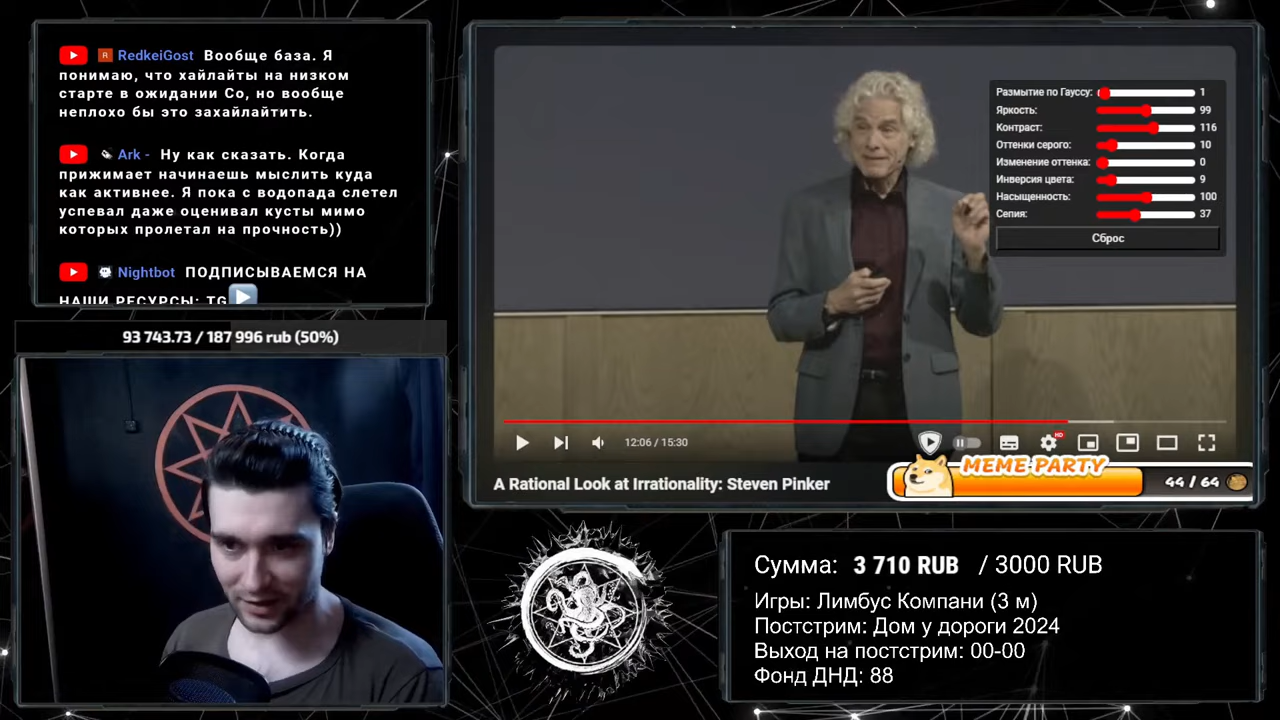 RedkeiGost Вообще база. Я
понимаю, что хайлайты на низком
старте в ожидании Со, но вообще
неплохо бы это захайлайтить.
Ark - Ну как сказать. Когда
прижимает начинаешь мыслить куда
как активнее. Я пока с водопада слетел
успевал даже оценивал кусты мимо
которых пролетал на прочность))
Nightbot ПОДПИСЫВАЕМСЯ НА
НАШИ РЕСУРСЫ: TG
93 743.73 / 187 996 rub (50%)
Размытие по Гауссу: 1
Яркость: 99
Контраст: 116
Оттенки серого: 10
Изменение оттенка: 0
Инверсия цвета: 9
Насыщенность: 100
Сепия: 37
Сброс
12:06 / 15:30
HD
A Rational Look at Irrationality: Steven Pinker
MEME PARTY
44 / 64
Сумма: 3 710 RUB / 3000 RUB
Игры: Лимбус Компани (3 м)
Постстрим: Дом у дороги 2024
Выход на постстрим: 00-00
Фонд ДНД: 88